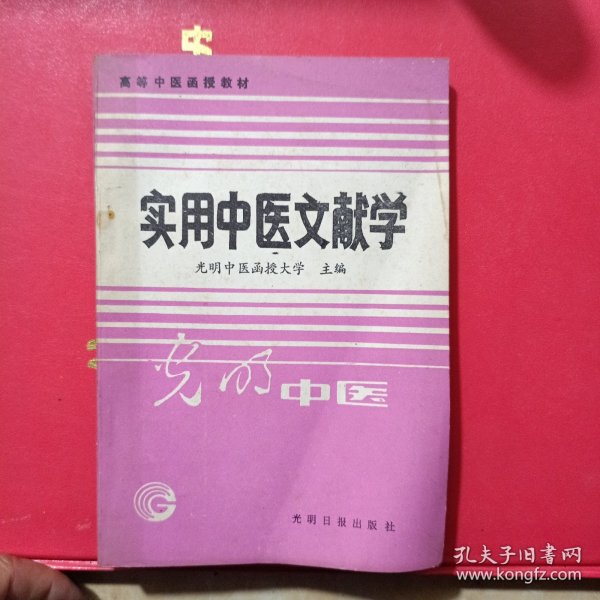 高等中医函授教材
实用中医文献学
光明中医函授大学 主编
光明中医
光明日报出版社
孔夫子旧书网
www.kongfz.com